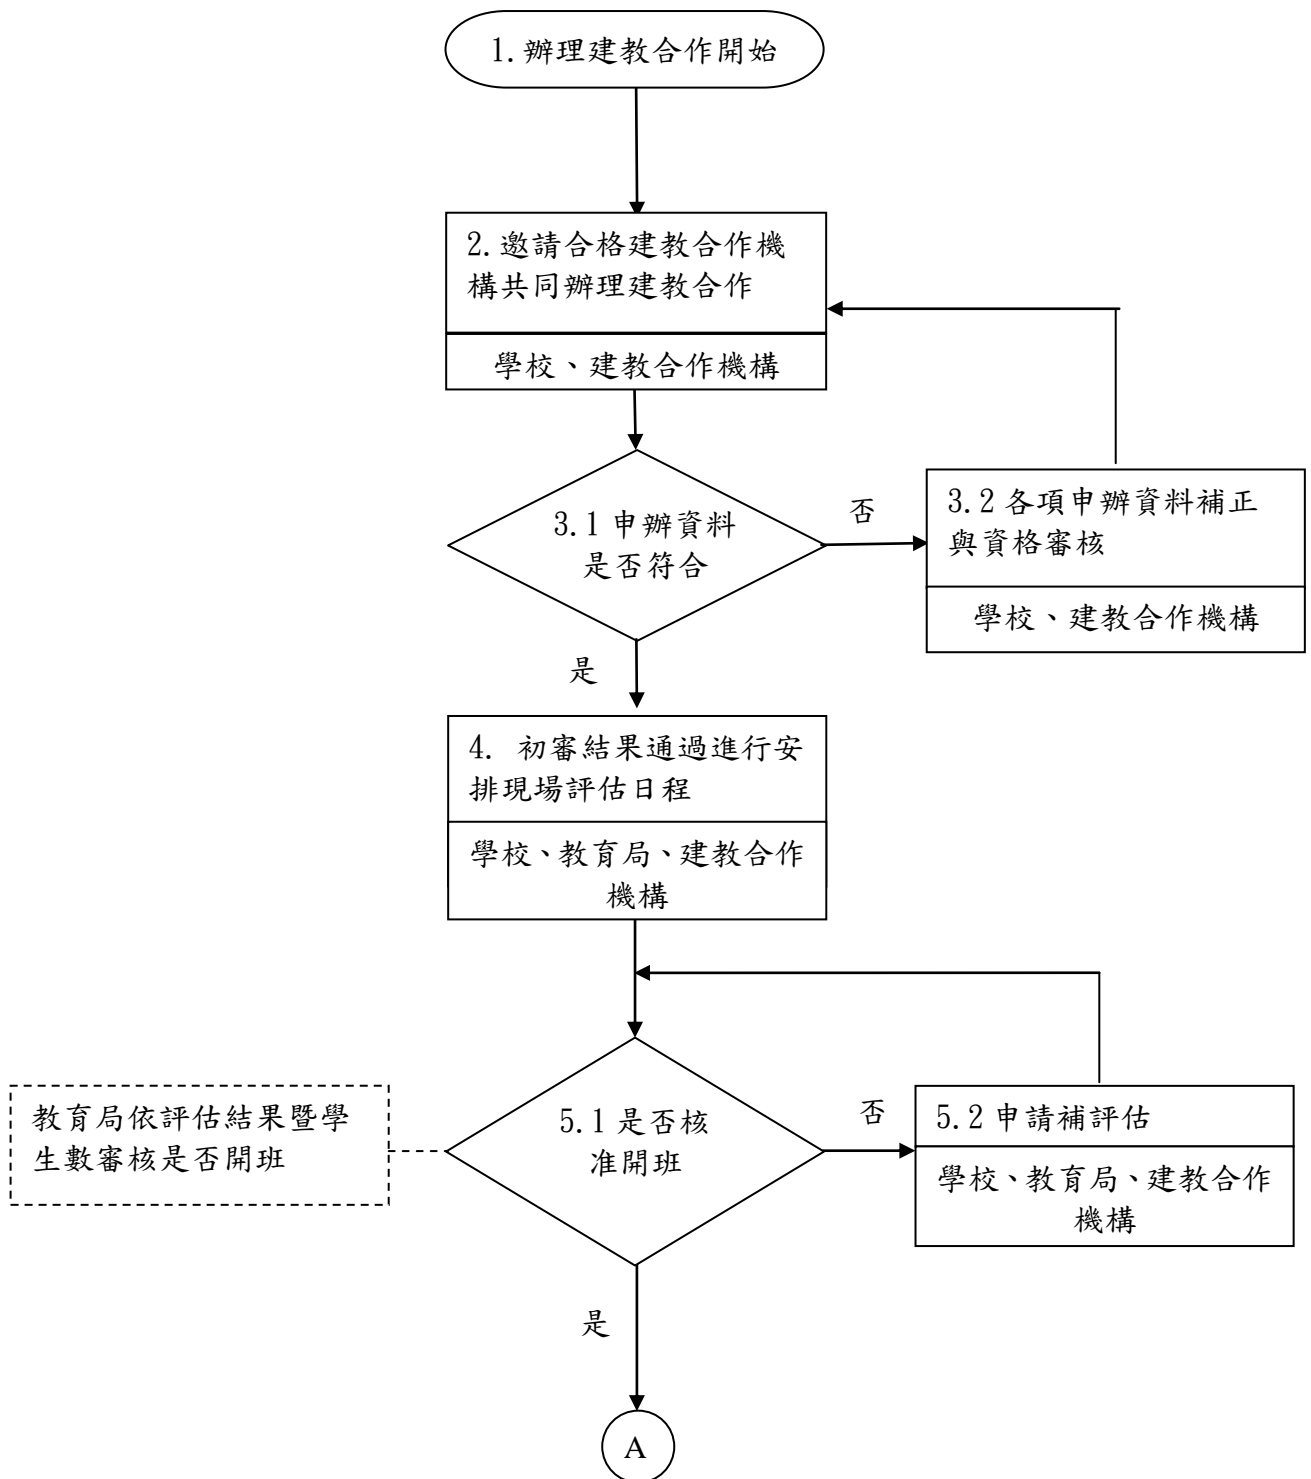 1.辦理建教合作開始
2.邀請合格建教合作機
構共同辦理建教合作
學校、建教合作機構
3.1 申辦資料
是否符合
否
3.2 各項申辦資料補正
與資格審核
學校、建教合作機構
是
4. 初審結果通過進行安
排現場評估日程
學校、教育局、建教合作
機構
教育局依評估結果暨學
生數審核是否開班
5.1 是否核
准開班
否
5.2 申請補評估
學校、教育局、建教合作
機構
是
A